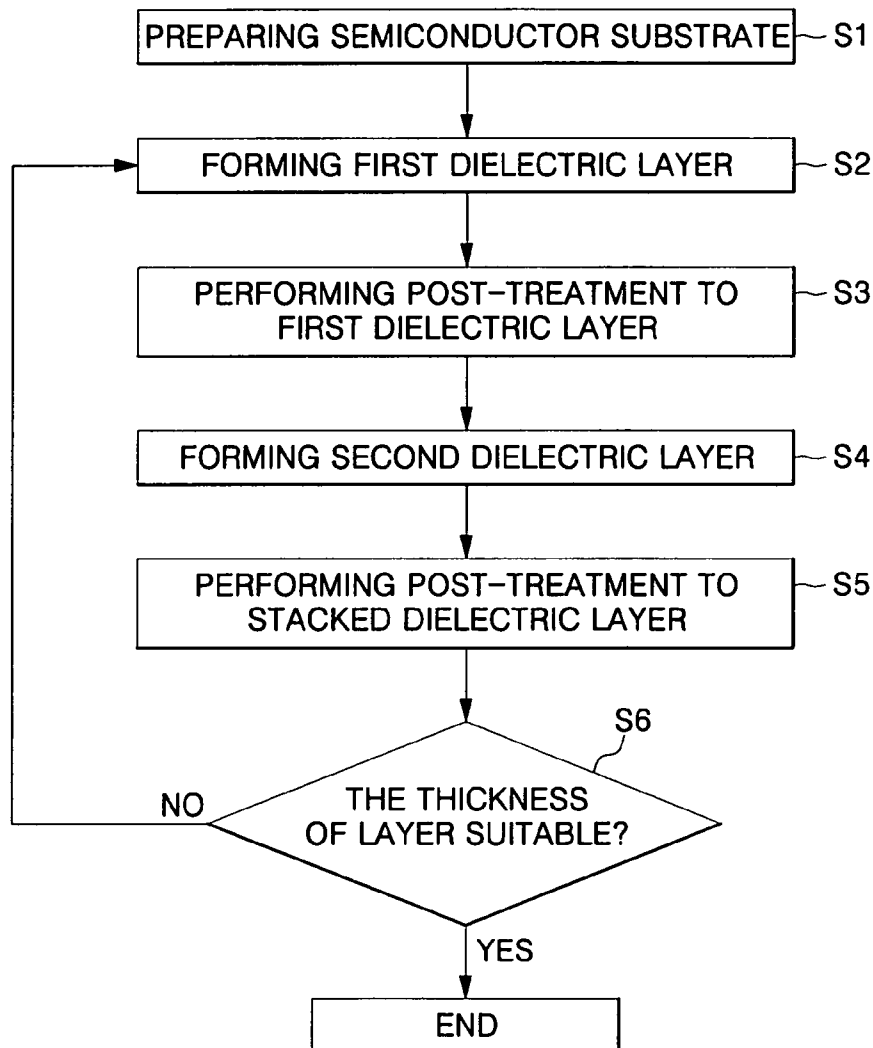 PREPARING SEMICONDUCTOR SUBSTRATE S1
FORMING FIRST DIELECTRIC LAYER S2
PERFORMING POST-TREATMENT TO
FIRST DIELECTRIC LAYER
S3
FORMING SECOND DIELECTRIC LAYER S4
PERFORMING POST-TREATMENT TO
STACKED DIELECTRIC LAYER
S5
S6
THE THICKNESS
OF LAYER SUITABLE?
NO
YES
END